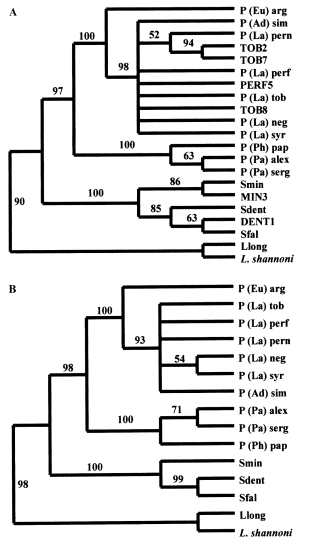 A
P (Eu) arg
100
P (Ad) sim
52
P (La) pern
94
TOB2
TOB7
98
P (La) perf
97
PERF5
P (La) tob
TOB8
P (La) neg
P (La) syr
100
P (Ph) pap
63
P (Pa) alex
P (Pa) serg
86
Smin
100
MIN3
90
85
Sdent
63
DENT1
Sfal
Llong
L. shannoni
B
P (Eu) arg
100
P (La) tob
P (La) perf
93
P (La) pern
54
P (La) neg
98
P (La) syr
P (Ad) sim
71
P (Pa) alex
100
P (Pa) serg
P (Ph) pap
100
Smin
98
99
Sdent
Sfal
Llong
L. shannoni